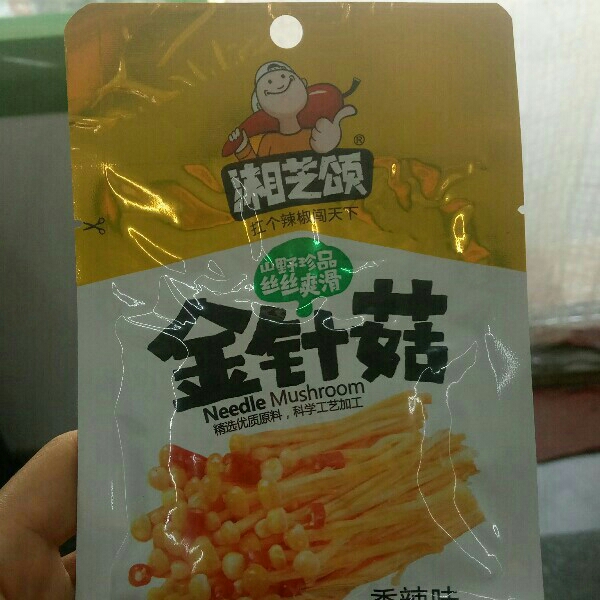 湘芝颂
®
扛个辣椒闯天下
山野珍品
丝丝爽滑
金针菇
Needle Mushroom
精选优质原料，科学工艺加工
香辣味